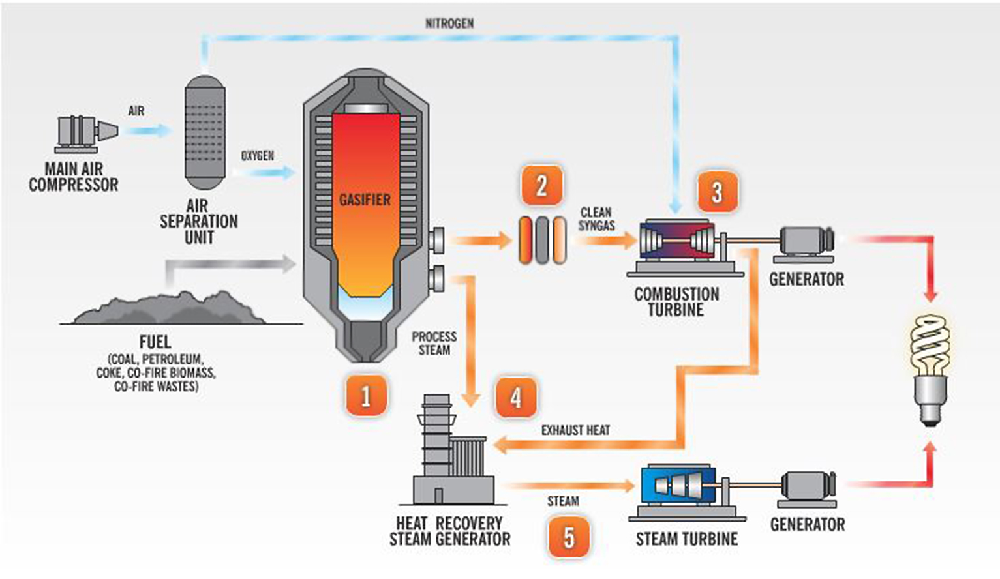 NITROGEN
AIR
MAIN AIR
COMPRESSOR
OXYGEN
AIR
SEPARATION
UNIT
GASIFIER
2
CLEAN
SYNGAS
3
COMBUSTION
TURBINE
GENERATOR
FUEL
(COAL, PETROLEUM,
COKE, CO-FIRE BIOMASS,
CO-FIRE WASTES)
PROCESS
STEAM
1
4
EXHAUST HEAT
HEAT RECOVERY
STEAM GENERATOR
STEAM
5
STEAM TURBINE
GENERATOR